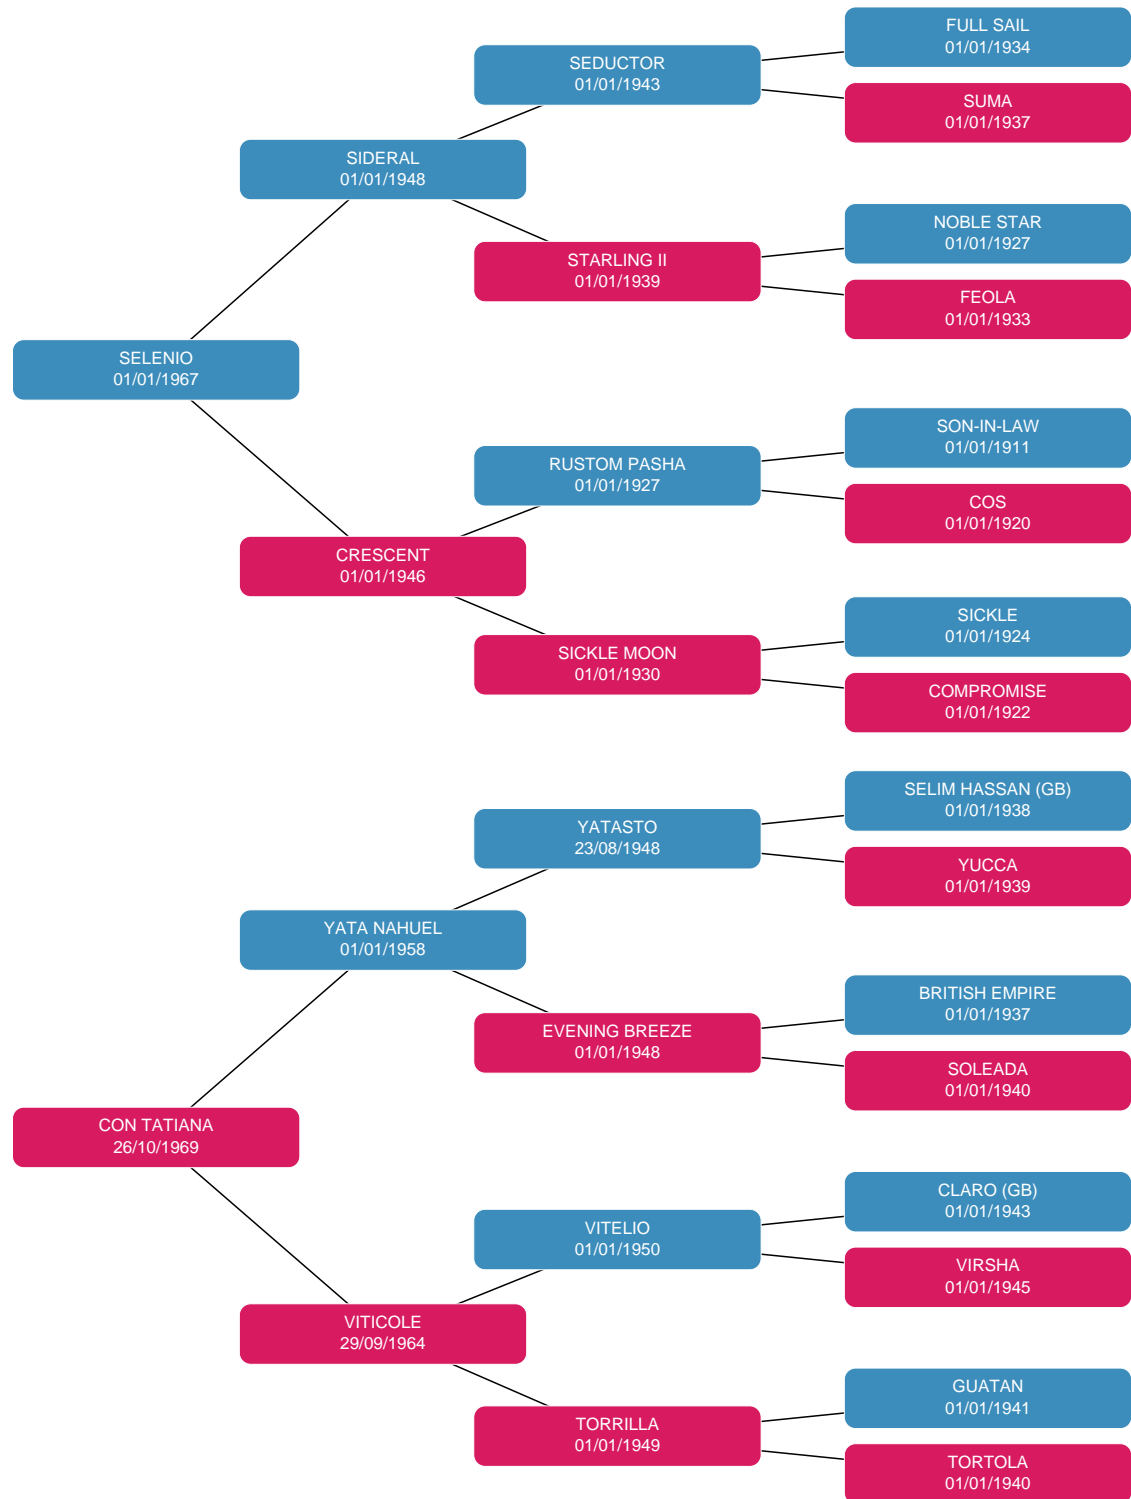 FULL SAIL
01/01/1934
SEDUCTOR
01/01/1943
SUMA
01/01/1937
SIDERAL
01/01/1948
NOBLE STAR
01/01/1927
STARLING II
01/01/1939
FEOLA
01/01/1933
SELENIO
01/01/1967
SON-IN-LAW
01/01/1911
RUSTOM PASHA
01/01/1927
COS
01/01/1920
CRESCENT
01/01/1946
SICKLE
01/01/1924
SICKLE MOON
01/01/1930
COMPROMISE
01/01/1922
SELIM HASSAN (GB)
01/01/1938
YATASTO
23/08/1948
YUCCA
01/01/1939
YATA NAHUEL
01/01/1958
BRITISH EMPIRE
01/01/1937
EVENING BREEZE
01/01/1948
SOLEADA
01/01/1940
CON TATIANA
26/10/1969
CLARO (GB)
01/01/1943
VITELIO
01/01/1950
VIRSHA
01/01/1945
VITICOLE
29/09/1964
GUATAN
01/01/1941
TORRILLA
01/01/1949
TORTOLA
01/01/1940